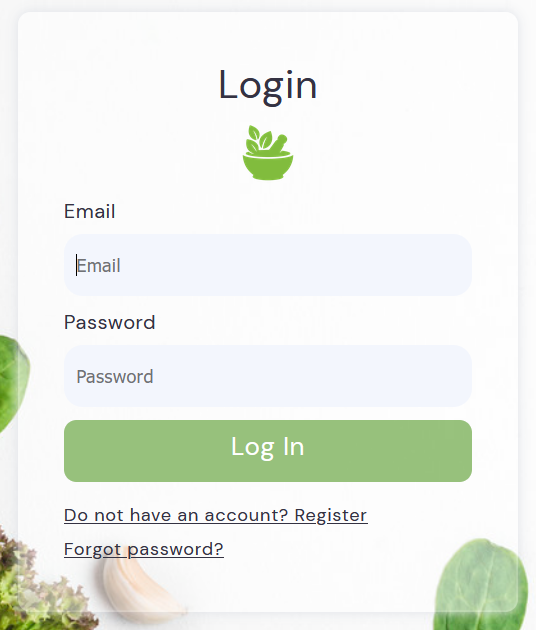 Login
Email
Email
Password
Password
Log In
Do not have an account? Register
Forgot password?